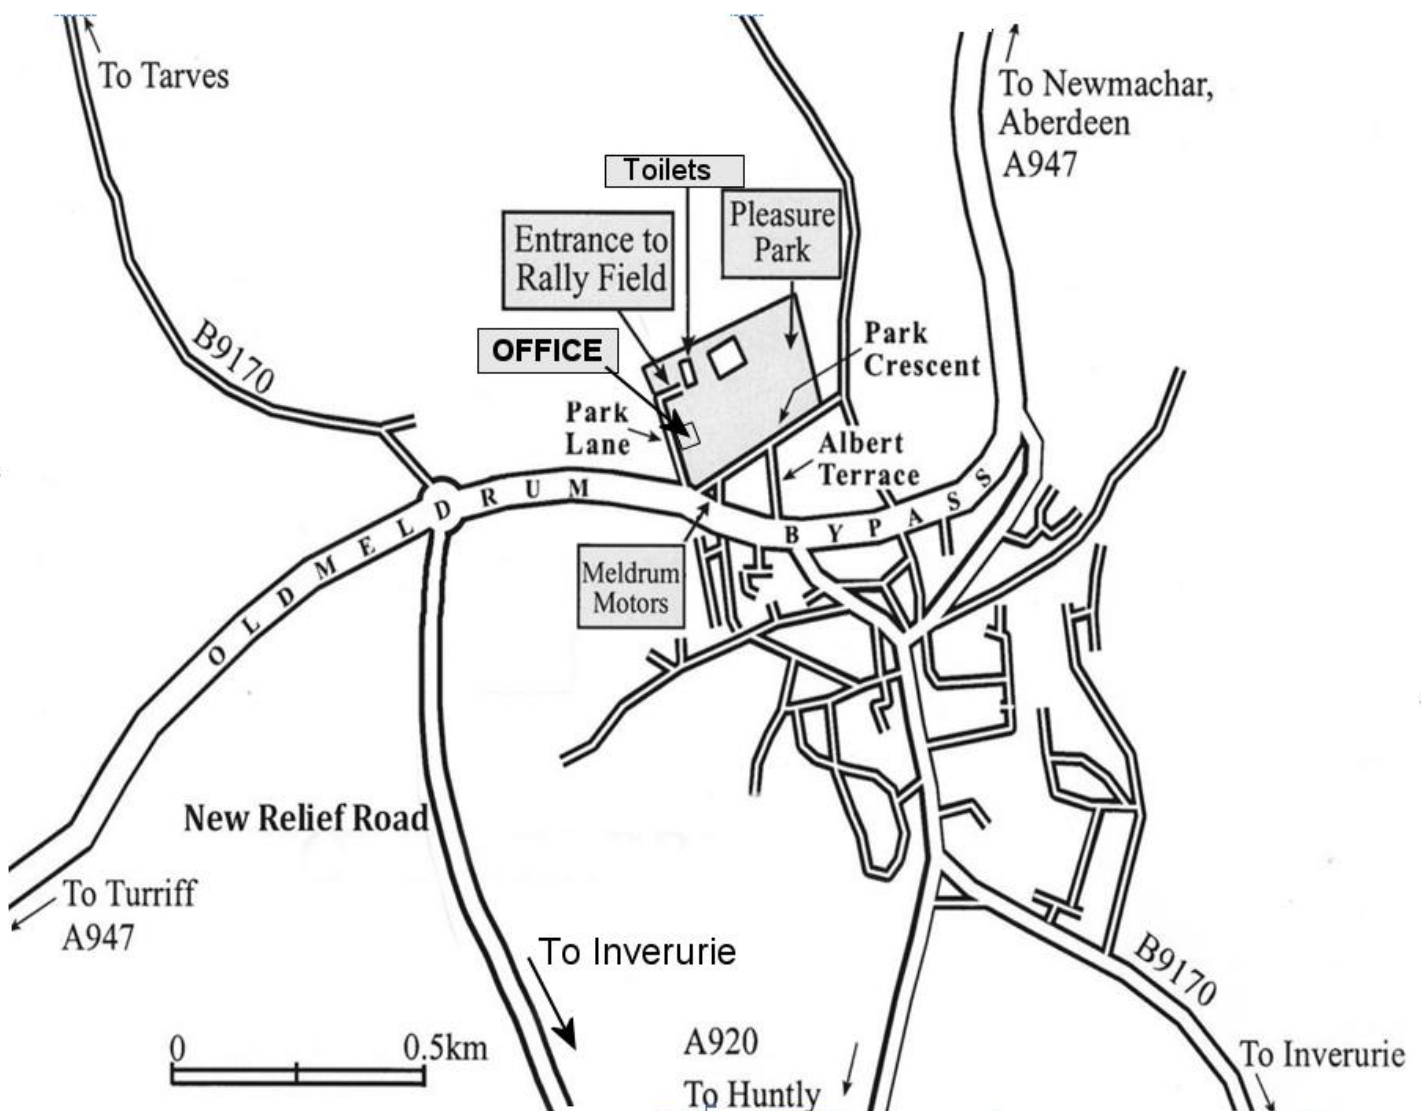 To Tarves
To Newmachar,
Aberdeen
A947
Toilets
Pleasure
Park
Entrance to
Rally Field
OFFICE
B9170
Park
Crescent
Park
Lane
Albert
Terrace
OLDMELDRUM BYPASS
Meldrum
Motors
New Relief Road
To Turriff
A947
To Inverurie
B9170
0 0.5km
A920
To Huntly
To Inverurie